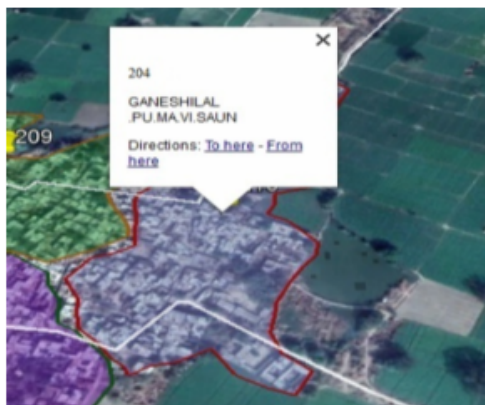 204
GANESHILAL
.PU.MA.VI.SAUN
Directions: To here - From
here
209